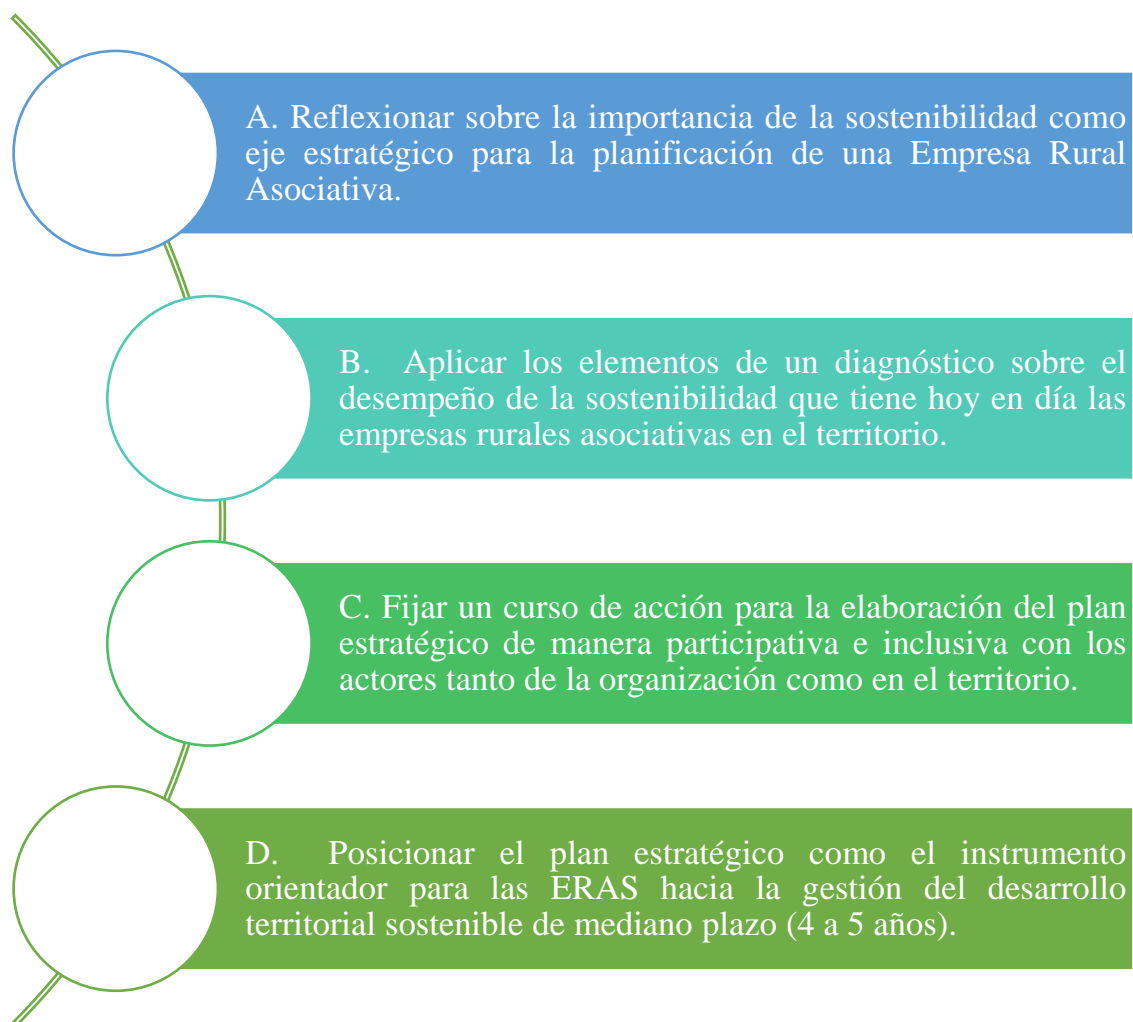 A. Reflexionar sobre la importancia de la sostenibilidad como
eje estratégico para la planificación de una Empresa Rural
Asociativa.
B. Aplicar los elementos de un diagnóstico sobre el
desempeño de la sostenibilidad que tiene hoy en día las
empresas rurales asociativas en el territorio.
C. Fijar un curso de acción para la elaboración del plan
estratégico de manera participativa e inclusiva con los
actores tanto de la organización como en el territorio.
D. Posicionar el plan estratégico como el instrumento
orientador para las ERAS hacia la gestión del desarrollo
territorial sostenible de mediano plazo (4 a 5 años).